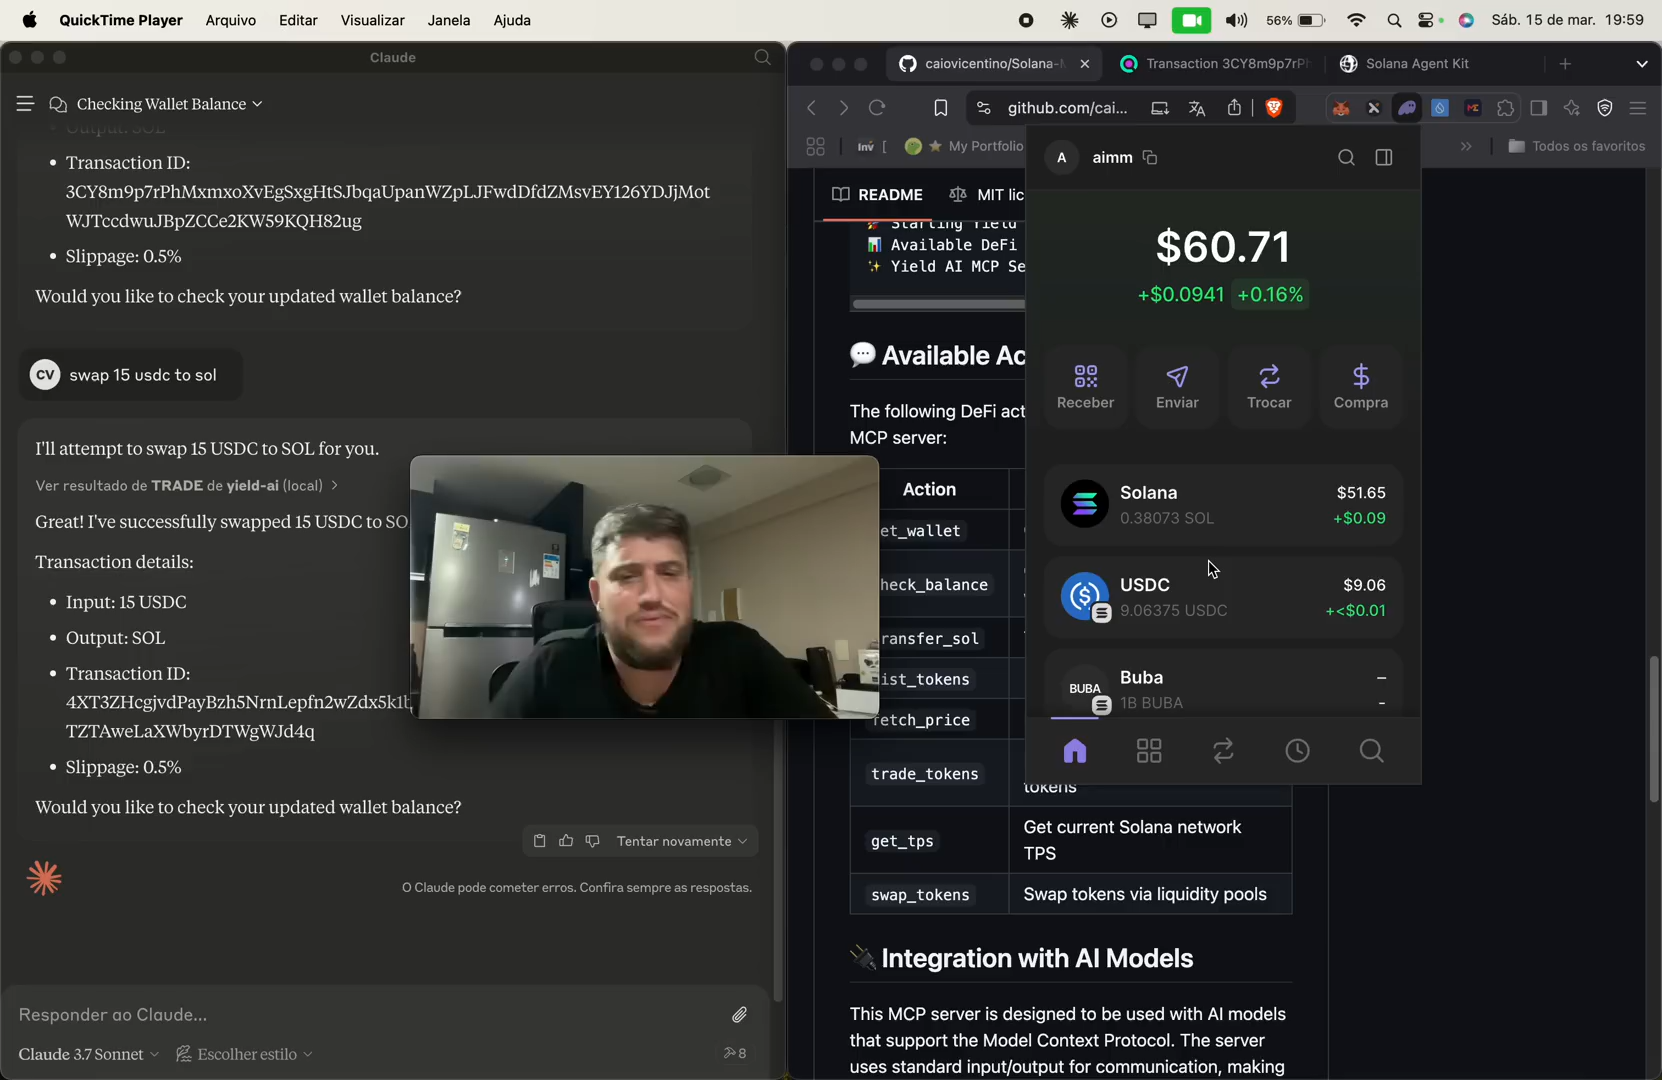 QuickTime Player Arquivo Editar Visualizar Janela Ajuda
56% Sáb. 15 de mar. 19:59
Claude
Checking Wallet Balance
Output: SOL
• Transaction ID:
3CY8m9p7rPhMxmxoXvEgSxgHtSJbqaUpanWZpLJFwdDfdZMsvEY126YDJjMot
WJTccdwuJBpZCCe2KW59KQH82ug
• Slippage: 0.5%
Would you like to check your updated wallet balance?
CV swap 15 usdc to sol
I'll attempt to swap 15 USDC to SOL for you.
Ver resultado de TRADE de yield-ai (local) >
Great! I've successfully swapped 15 USDC to SO
Transaction details:
• Input: 15 USDC
• Output: SOL
• Transaction ID:
4XT3ZHcgjvdPayBzh5NrnLepfn2wZdx5k1b
TZTAweLaXWbyrDTWgWJd4q
• Slippage: 0.5%
Would you like to check your updated wallet balance?
Tentar novamente
O Claude pode cometer erros. Confira sempre as respostas.
Responder ao Claude...
Claude 3.7 Sonnet Escolher estilo
8
caiovicentino/Solana-M
Transaction 3CY8m9p7rPh
Solana Agent Kit
github.com/cai...
Inv [ My Portfolio
Todos os favoritos
README MIT lic
Starting Yield
Available DeFi
Yield AI MCP Se
Available Ac
The following DeFi act
MCP server:
Action
et_wallet
heck_balance
ransfer_sol
ist_tokens
fetch_price
trade_tokens
tokens
get_tps Get current Solana network
TPS
swap_tokens Swap tokens via liquidity pools
Integration with AI Models
This MCP server is designed to be used with AI models
that support the Model Context Protocol. The server
uses standard input/output for communication, making
A aimm
$60.71
+$0.0941 +0.16%
Receber Enviar Trocar Compra
Solana $51.65
0.38073 SOL +$0.09
USDC $9.06
9.06375 USDC +<$0.01
BUBA
Buba –
1B BUBA -